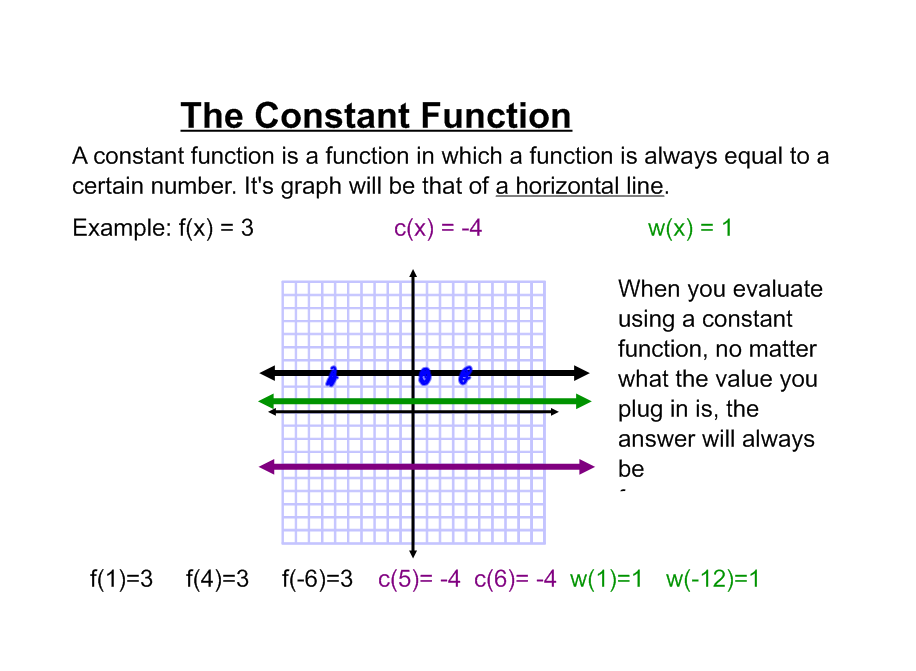 The Constant Function
A constant function is a function in which a function is always equal to a
certain number. It's graph will be that of a horizontal line.
Example: f(x) = 3 c(x) = -4 w(x) = 1
When you evaluate
using a constant
function, no matter
what the value you
plug in is, the
answer will always
be
f(1)=3 f(4)=3 f(-6)=3 c(5)= -4 c(6)= -4 w(1)=1 w(-12)=1